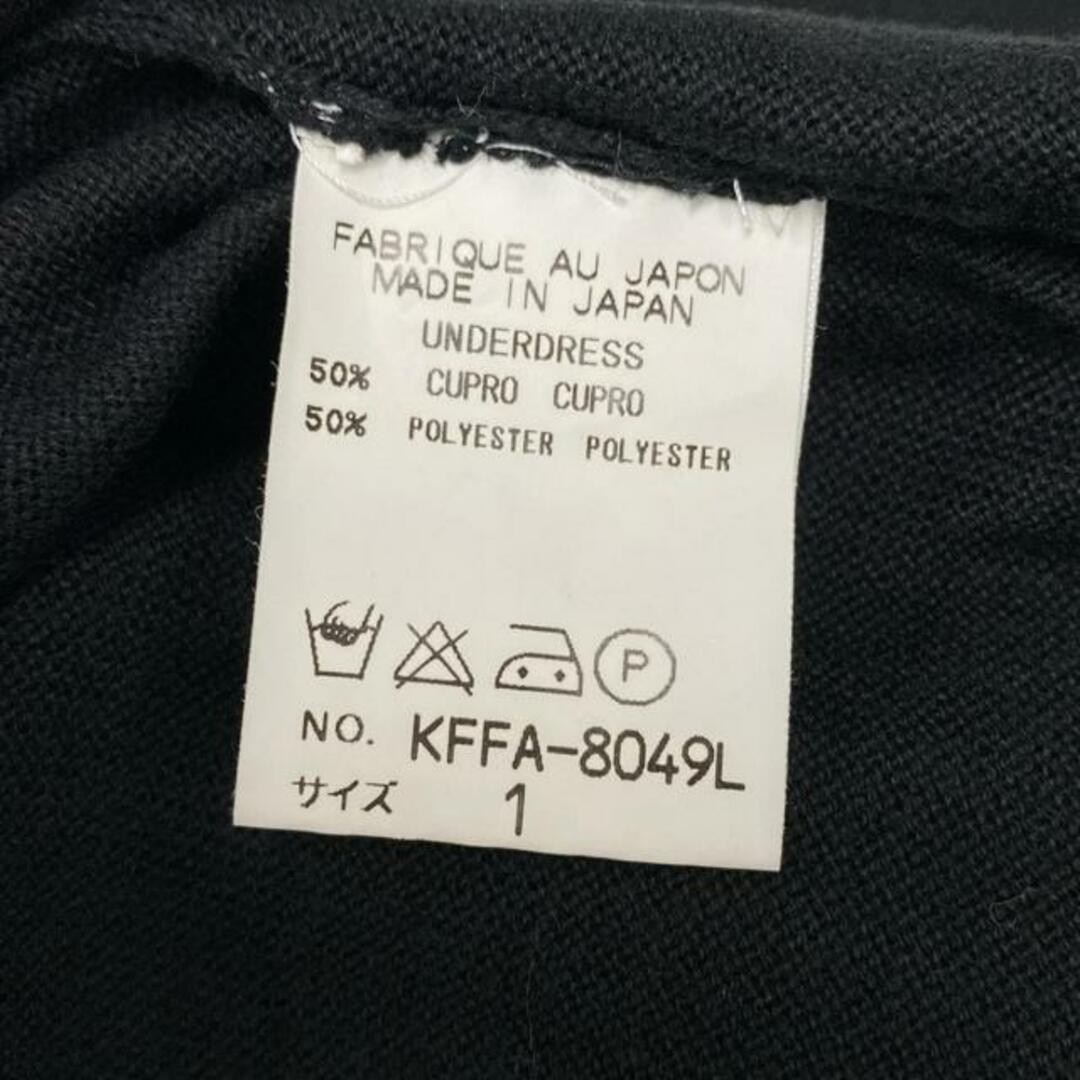 FABRIQUE AU JAPON
MADE IN JAPAN
UNDERDRESS
50% CUPRO CUPRO
50% POLYESTER POLYESTER
P
NO. KFFA-8049L
サイズ 1